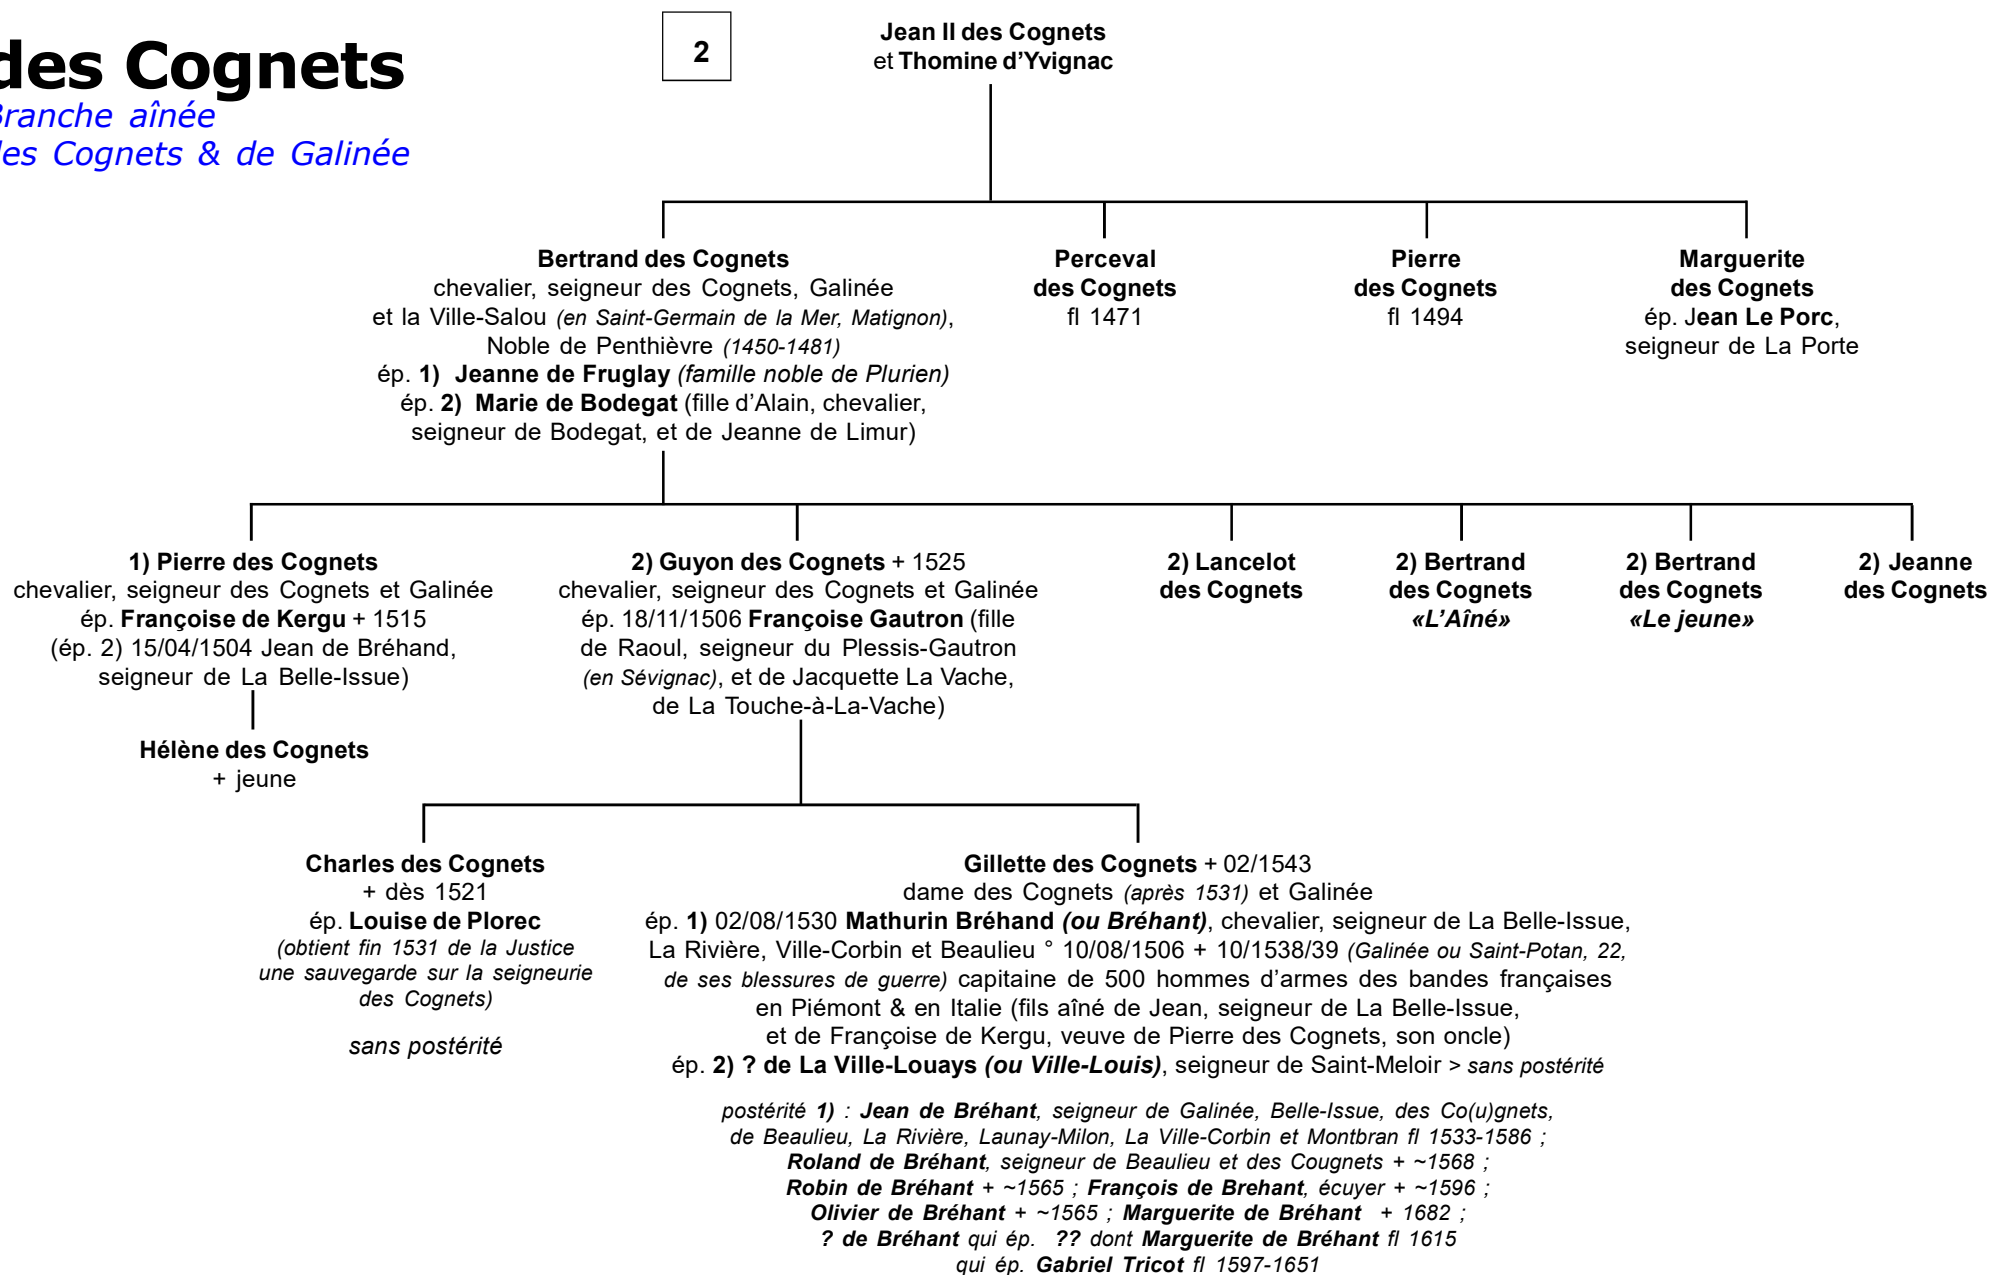 des Cognets
Branche aînée
des Cognets & de Galinée
2
Jean II des Cognets
et Thomine d'Yvignac
Bertrand des Cognets
chevalier, seigneur des Cognets, Galinée
et la Ville-Salou (en Saint-Germain de la Mer, Matignon),
Noble de Penthièvre (1450-1481)
ép. 1) Jeanne de Fruglay (famille noble de Plurien)
ép. 2) Marie de Bodegat (fille d'Alain, chevalier,
seigneur de Bodegat, et de Jeanne de Limur)
Perceval
des Cognets
fl 1471
Pierre
des Cognets
fl 1494
Marguerite
des Cognets
ép. Jean Le Porc,
seigneur de La Porte
1) Pierre des Cognets
chevalier, seigneur des Cognets et Galinée
ép. Françoise de Kergu + 1515
(ép. 2) 15/04/1504 Jean de Bréhand,
seigneur de La Belle-Issue)
2) Guyon des Cognets + 1525
chevalier, seigneur des Cognets et Galinée
ép. 18/11/1506 Françoise Gautron (fille
de Raoul, seigneur du Plessis-Gautron
(en Sévignac), et de Jacquette La Vache,
de La Touche-à-La-Vache)
2) Lancelot
des Cognets
2) Bertrand
des Cognets
«L'Aîné»
2) Bertrand
des Cognets
«Le jeune»
2) Jeanne
des Cognets
Hélène des Cognets
+ jeune
Charles des Cognets
+ dès 1521
ép. Louise de Plorec
(obtient fin 1531 de la Justice
une sauvegarde sur la seigneurie
des Cognets)
sans postérité
Gillette des Cognets + 02/1543
dame des Cognets (après 1531) et Galinée
ép. 1) 02/08/1530 Mathurin Bréhand (ou Bréhant), chevalier, seigneur de La Belle-Issue,
La Rivière, Ville-Corbin et Beaulieu ° 10/08/1506 + 10/1538/39 (Galinée ou Saint-Potan, 22,
de ses blessures de guerre) capitaine de 500 hommes d'armes des bandes françaises
en Piémont & en Italie (fils aîné de Jean, seigneur de La Belle-Issue,
et de Françoise de Kergu, veuve de Pierre des Cognets, son oncle)
ép. 2) ? de La Ville-Louays (ou Ville-Louis), seigneur de Saint-Meloir > sans postérité
postérité 1) : Jean de Bréhant, seigneur de Galinée, Belle-Issue, des Co(u)gnets,
de Beaulieu, La Rivière, Launay-Milon, La Ville-Corbin et Montbran fl 1533-1586 ;
Roland de Bréhant, seigneur de Beaulieu et des Cougnets + ~1568 ;
Robin de Bréhant + ~1565 ; François de Brehant, écuyer + ~1596 ;
Olivier de Bréhant + ~1565 ; Marguerite de Bréhant + 1682 ;
? de Bréhant qui ép. ?? dont Marguerite de Bréhant fl 1615
qui ép. Gabriel Tricot fl 1597-1651